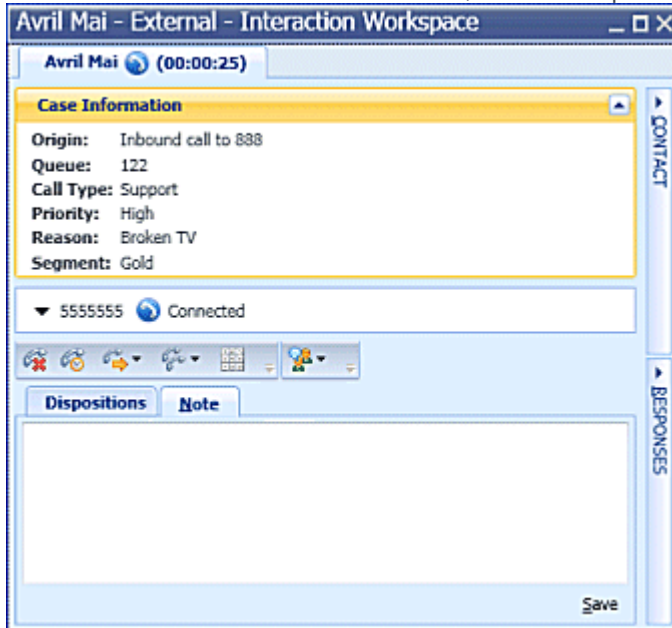 Avril Mai - External - Interaction Workspace
Avril Mai (00:00:25)
Case Information
Origin: Inbound call to 888
Queue: 122
Call Type: Support
Priority: High
Reason: Broken TV
Segment: Gold
5555555 Connected
Dispositions Note
Save
CONTACT
RESPONSES